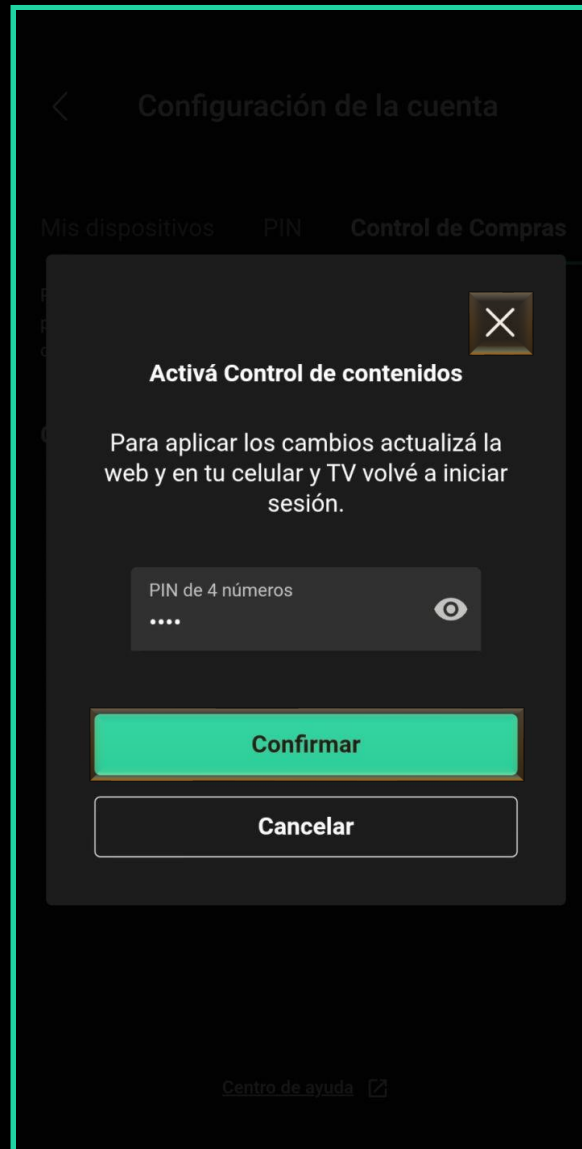 Configuración de la cuenta
Mis dispositivos PIN Control de Compras
Activá Control de contenidos
Para aplicar los cambios actualizá la
web y en tu celular y TV volvé a iniciar
sesión.
PIN de 4 números
••••
Confirmar
Cancelar
Centro de ayuda